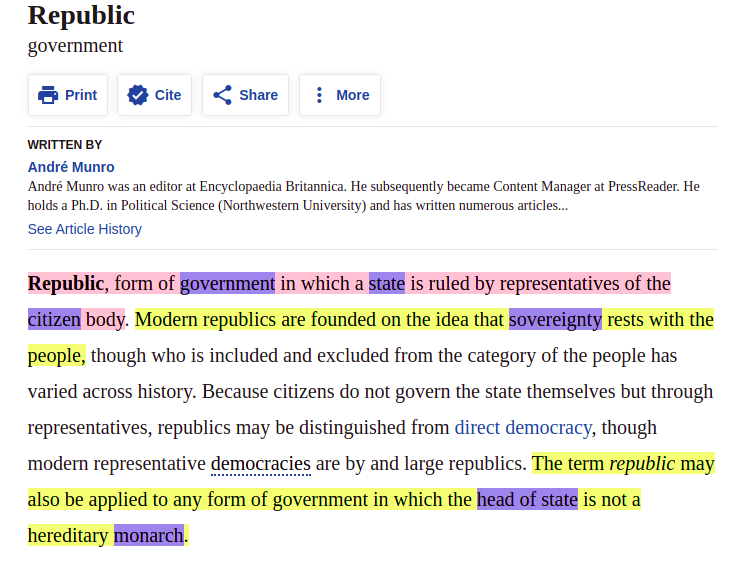 Republic
government
Print
Cite
Share
More
WRITTEN BY
André Munro
André Munro was an editor at Encyclopaedia Britannica. He subsequently became Content Manager at PressReader. He
holds a Ph.D. in Political Science (Northwestern University) and has written numerous articles...
See Article History
Republic, form of government in which a state is ruled by representatives of the
citizen body. Modern republics are founded on the idea that sovereignty rests with the
people, though who is included and excluded from the category of the people has
varied across history. Because citizens do not govern the state themselves but through
representatives, republics may be distinguished from direct democracy, though
modern representative democracies are by and large republics. The term republic may
also be applied to any form of government in which the head of state is not a
hereditary monarch.